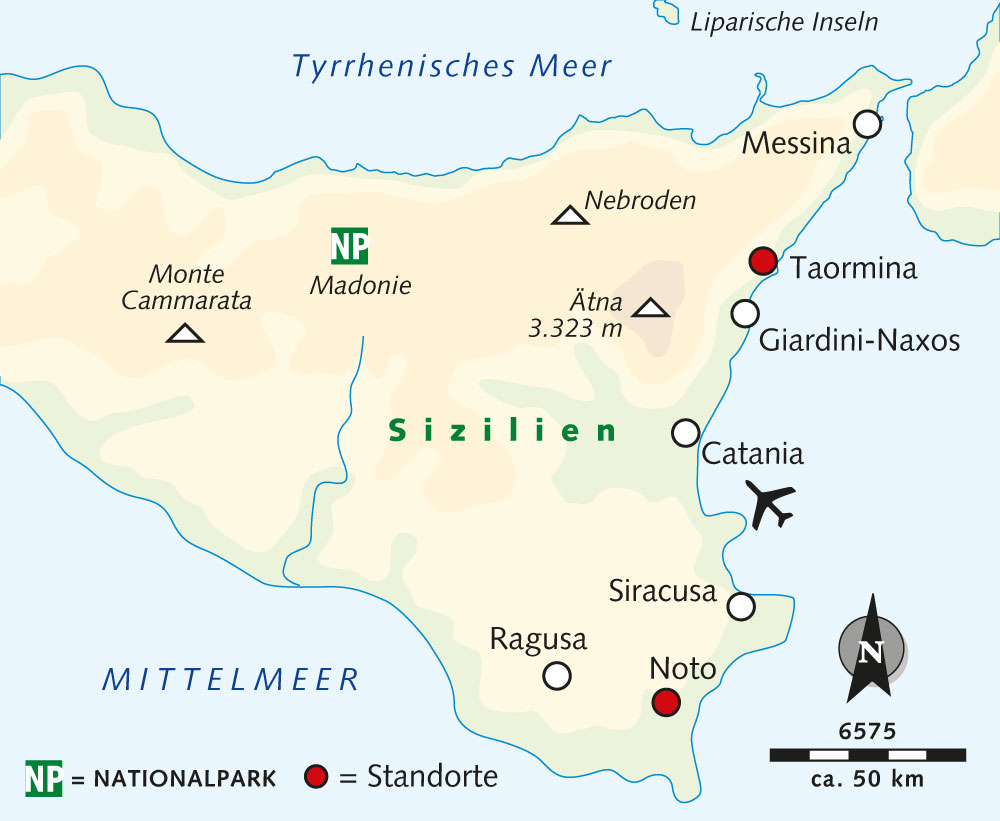 Liparische Inseln
Tyrrhenisches Meer
Messina
Nebroden
NP
Madonie
Monte
Cammarata
Ätna
3.323 m
Taormina
Giardini-Naxos
Sizilien
Catania
Siracusa
Ragusa
Noto
MITTELMEER
N
6575
ca. 50 km
NP = NATIONALPARK
= Standorte